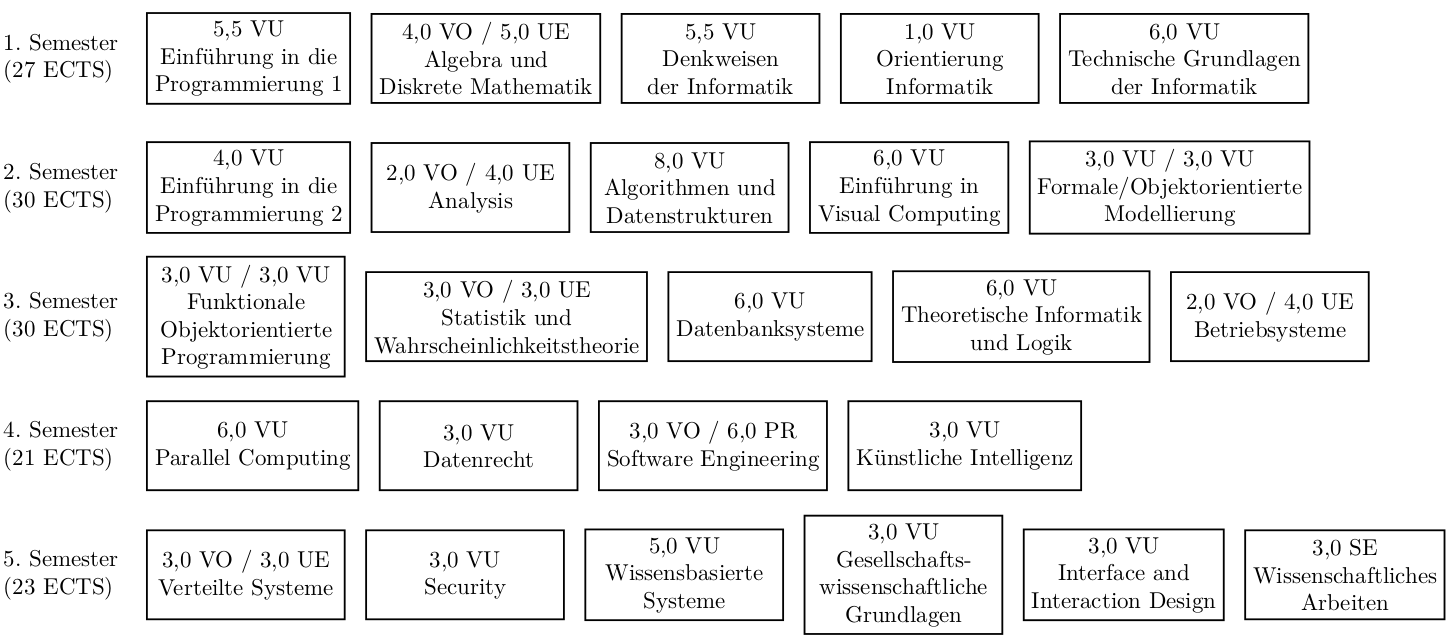 1. Semester
(27 ECTS)
5,5 VU
Einführung in die
Programmierung 1
4,0 VO / 5,0 UE
Algebra und
Diskrete Mathematik
5,5 VU
Denkweisen
der Informatik
1,0 VU
Orientierung
Informatik
6,0 VU
Technische Grundlagen
der Informatik
2. Semester
(30 ECTS)
4,0 VU
Einführung in die
Programmierung 2
2,0 VO / 4,0 UE
Analysis
8,0 VU
Algorithmen und
Datenstrukturen
6,0 VU
Einführung in
Visual Computing
3,0 VU / 3,0 VU
Formale/Objektorientierte
Modellierung
3. Semester
(30 ECTS)
3,0 VU / 3,0 VU
Funktionale
Objektorientierte
Programmierung
3,0 VO / 3,0 UE
Statistik und
Wahrscheinlichkeitstheorie
6,0 VU
Datenbanksysteme
6,0 VU
Theoretische Informatik
und Logik
2,0 VO / 4,0 UE
Betriebsysteme
4. Semester
(21 ECTS)
6,0 VU
Parallel Computing
3,0 VU
Datenrecht
3,0 VO / 6,0 PR
Software Engineering
3,0 VU
Künstliche Intelligenz
5. Semester
(23 ECTS)
3,0 VO / 3,0 UE
Verteilte Systeme
3,0 VU
Security
5,0 VU
Wissensbasierte
Systeme
3,0 VU
Gesellschafts-
wissenschaftliche
Grundlagen
3,0 VU
Interface and
Interaction Design
3,0 SE
Wissenschaftliches
Arbeiten